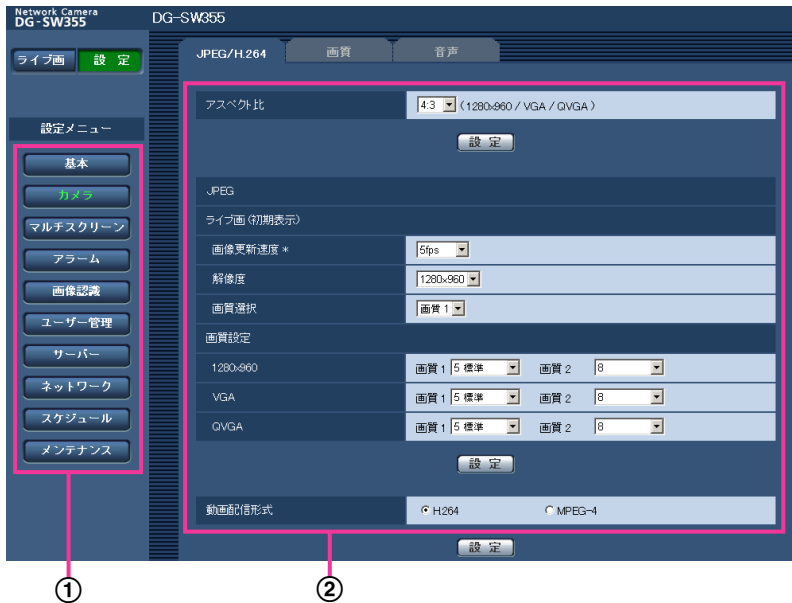 Network Camera
DG-SW355
DG-SW355
ライブ画 設 定
JPEG/H.264 画質 音声
設定メニュー
基本
カメラ
マルチスクリーン
アラーム
画像認識
ユーザー管理
サーバー
ネットワーク
スケジュール
メンテナンス
アスペクト比 4:3 (1280×960 / VGA / QVGA)
設 定
JPEG
ライブ画(初期表示)
画像更新速度 * 5fps
解像度 1280×960
画質選択 画質 1
画質設定
1280×960 画質 1 5 標準 画質 2 8
VGA 画質 1 5 標準 画質 2 8
QVGA 画質 1 5 標準 画質 2 8
設 定
動画配信形式 H.264 MPEG-4
設 定
① ②